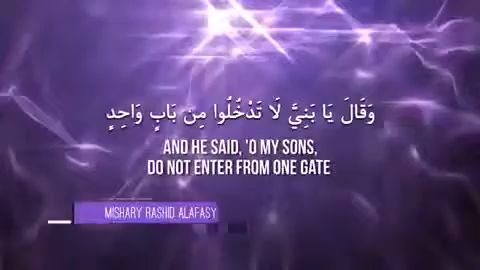 وَقَالَ يَا بَنِيَّ لَا تَدْخُلُوا مِن بَابٍ وَاحِدٍ
AND HE SAID, 'O MY SONS,
DO NOT ENTER FROM ONE GATE
MISHARY RASHID ALAFASY